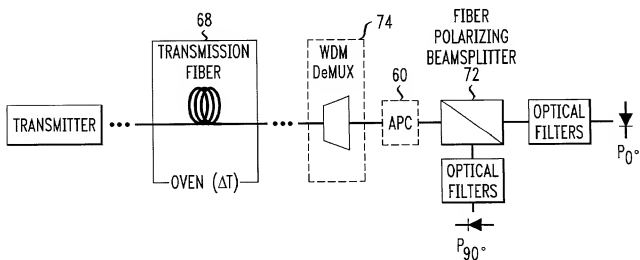 68
TRANSMISSION
FIBER
TRANSMITTER
OVEN (ΔT)
74
WDM
DeMUX
60
APC
FIBER
POLARIZING
BEAMSPLITTER
72
OPTICAL
FILTERS
P0°
OPTICAL
FILTERS
P90°